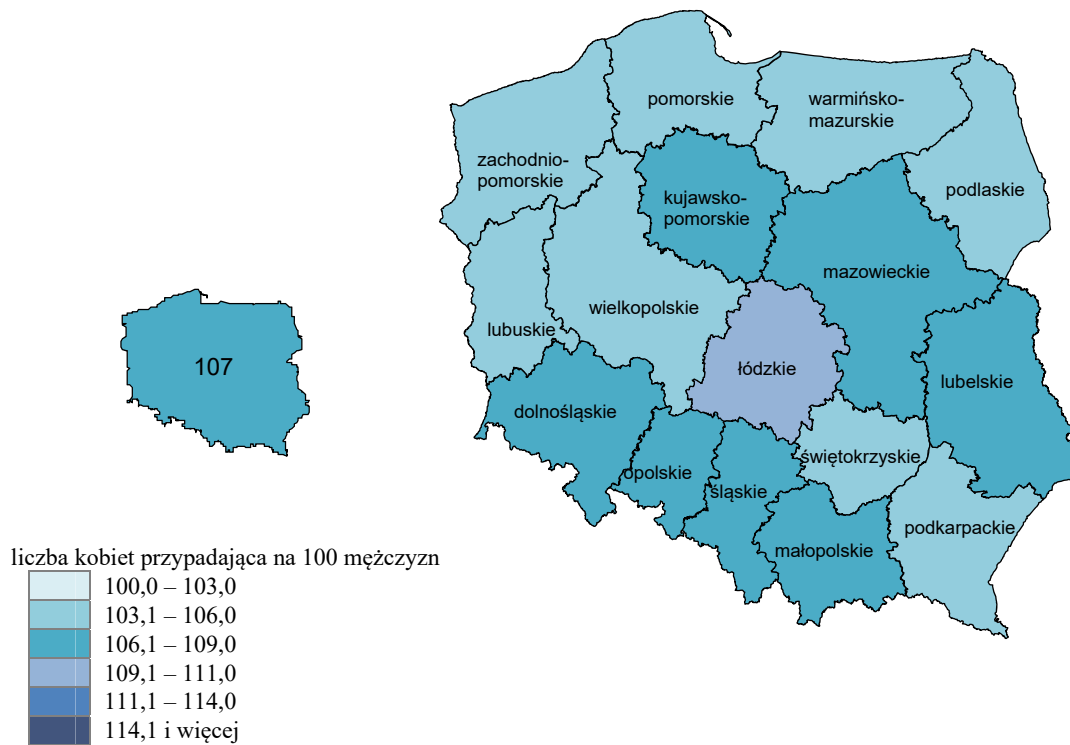 pomorskie
warmińsko-
mazurskie
zachodnio-
pomorskie
podlaskie
kujawsko-
pomorskie
mazowieckie
wielkopolskie
lubuskie
107
łódzkie
lubelskie
dolnośląskie
świętokrzyskie
opolskie
śląskie
podkarpackie
małopolskie
liczba kobiet przypadająca na 100 mężczyzn
100,0 – 103,0
103,1 – 106,0
106,1 – 109,0
109,1 – 111,0
111,1 – 114,0
114,1 i więcej